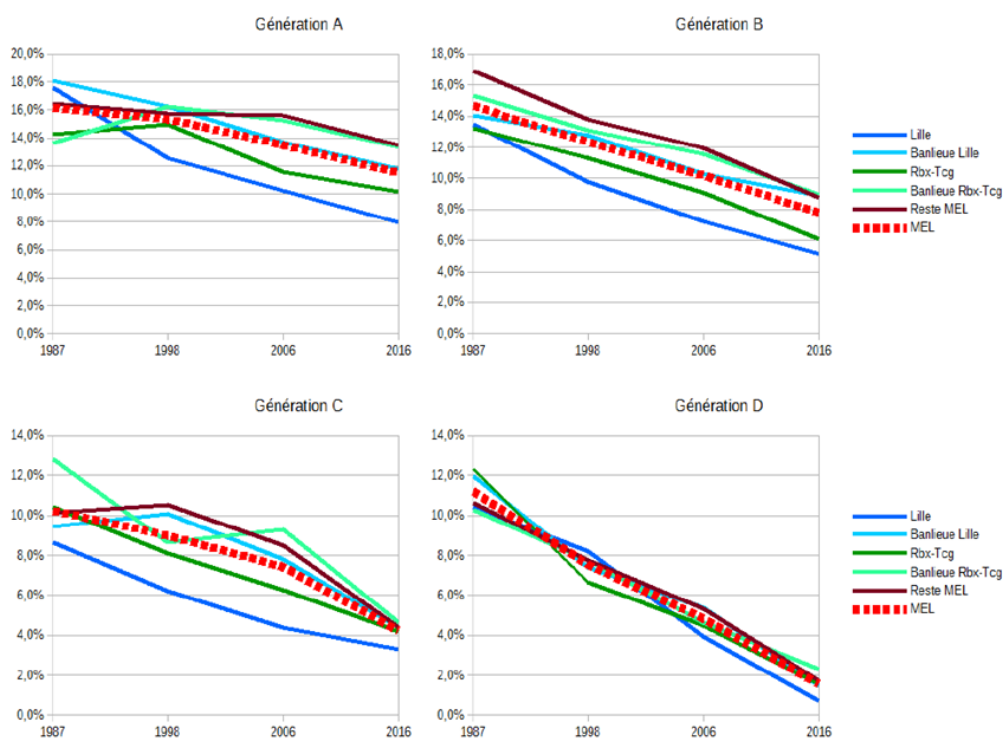 Génération A
20,0%
18,0%
16,0%
14,0%
12,0%
10,0%
8,0%
6,0%
4,0%
2,0%
0,0%
1987 1998 2006 2016
Génération B
18,0%
16,0%
14,0%
12,0%
10,0%
8,0%
6,0%
4,0%
2,0%
0,0%
1987 1998 2006 2016
Lille
Banlieue Lille
Rbx-Tcg
Banlieue Rbx-Tcg
Reste MEL
MEL
Génération C
14,0%
12,0%
10,0%
8,0%
6,0%
4,0%
2,0%
0,0%
1987 1998 2006 2016
Génération D
14,0%
12,0%
10,0%
8,0%
6,0%
4,0%
2,0%
0,0%
1987 1998 2006 2016
Lille
Banlieue Lille
Rbx-Tcg
Banlieue Rbx-Tcg
Reste MEL
MEL